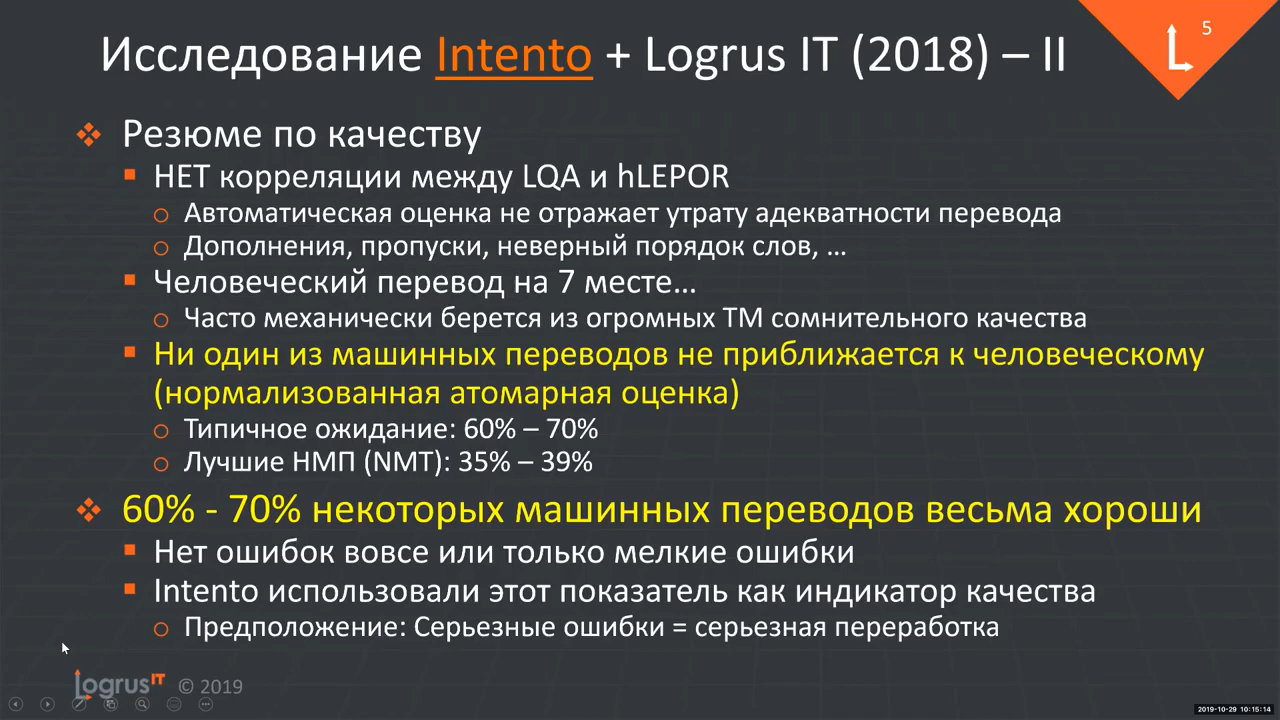 5
Исследование Intento + Logrus IT (2018) – II
Резюме по качеству
НЕТ корреляции между LQA и hLEPOR
Автоматическая оценка не отражает утрату адекватности перевода
Дополнения, пропуски, неверный порядок слов, …
Человеческий перевод на 7 месте…
Часто механически берется из огромных ТМ сомнительного качества
Ни один из машинных переводов не приближается к человеческому
(нормализованная атомарная оценка)
Типичное ожидание: 60% – 70%
Лучшие НМП (NMT): 35% – 39%
60% - 70% некоторых машинных переводов весьма хороши
Нет ошибок вовсе или только мелкие ошибки
Intento использовали этот показатель как индикатор качества
Предположение: Серьезные ошибки = серьезная переработка
Logrus IT © 2019
2019-10-29 10:15:14